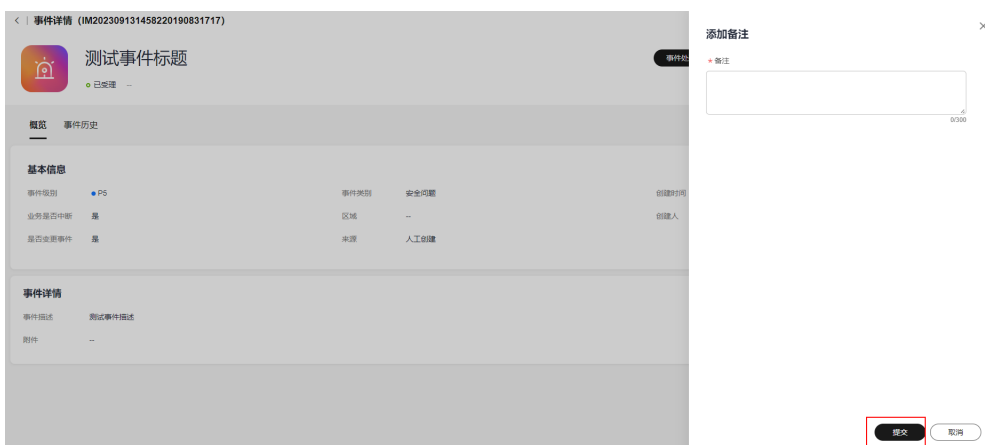 < | 事件详情（IM202309131458220190831717）
测试事件标题
已受理 --
事件处
概览 事件历史
基本信息
事件级别 P5 事件类别 安全问题 创建时间
业务是否中断 是 区域 -- 创建人
是否变更事件 是 来源 人工创建
事件详情
事件描述 测试事件描述
附件 --
添加备注 ×
* 备注
0/300
提交 取消